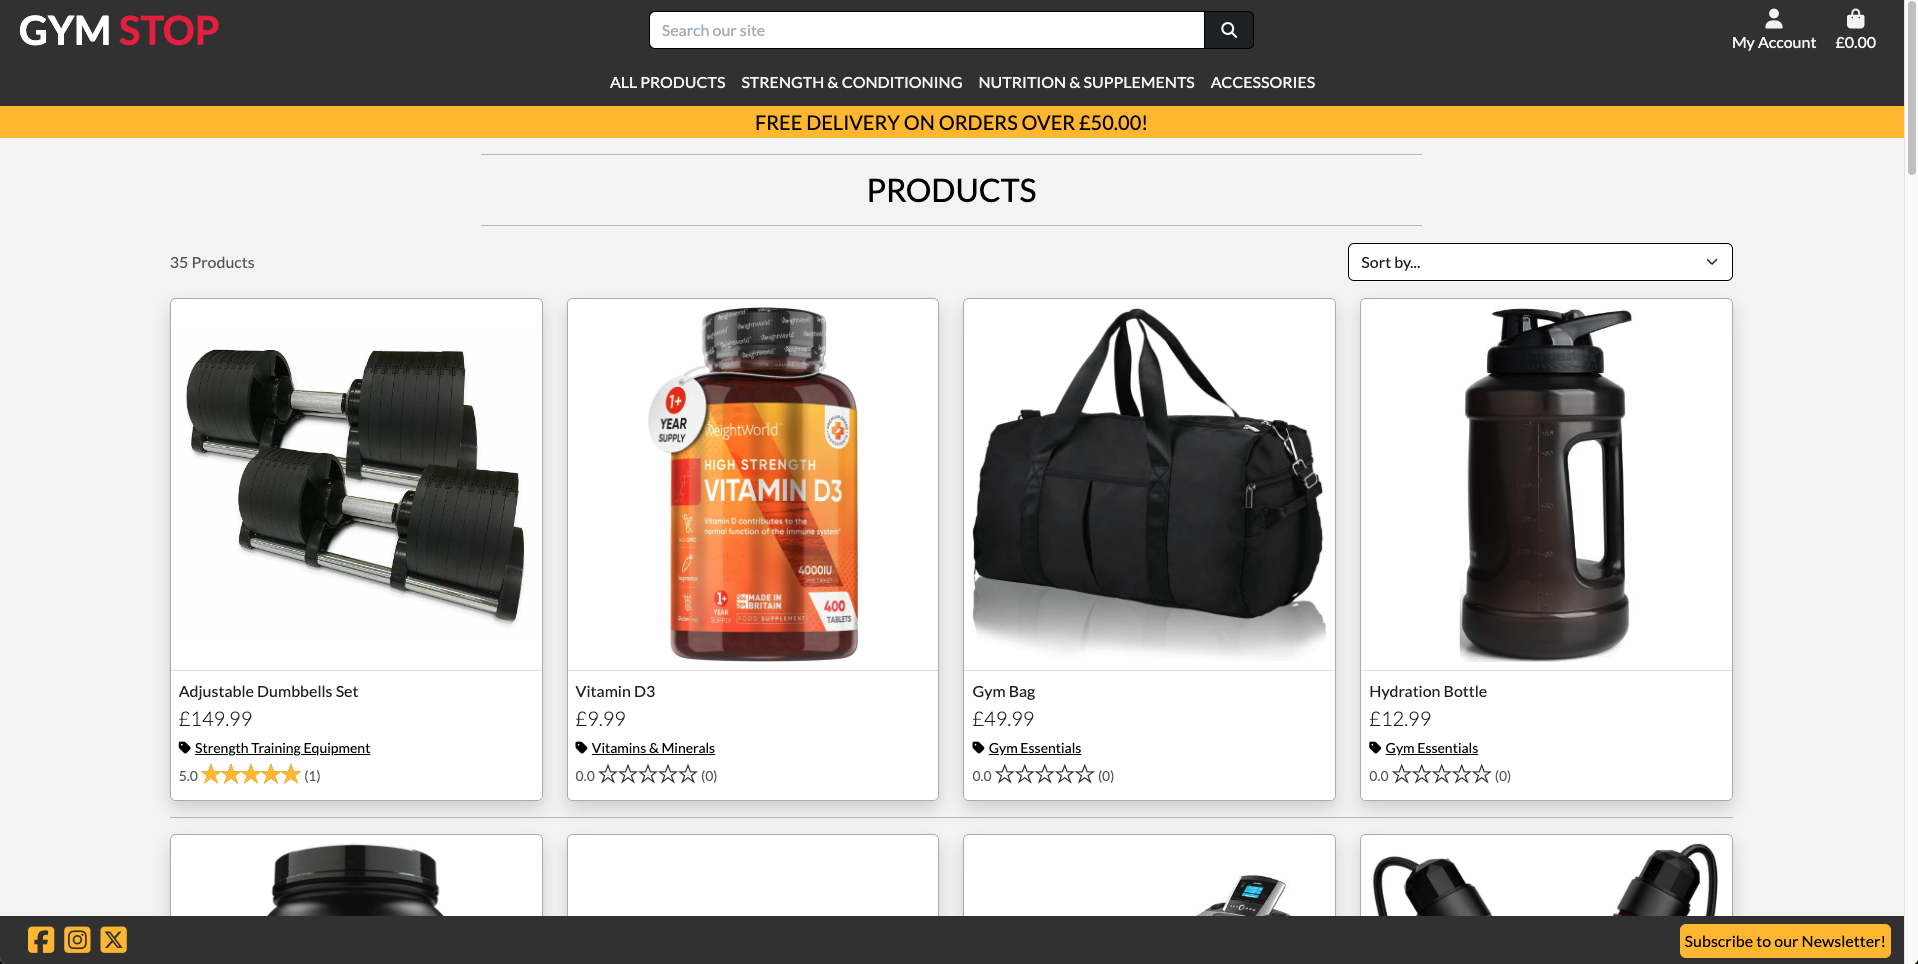 GYM STOP
Search our site
My Account
£0.00
ALL PRODUCTS STRENGTH & CONDITIONING NUTRITION & SUPPLEMENTS ACCESSORIES
FREE DELIVERY ON ORDERS OVER £50.00!
PRODUCTS
35 Products
Sort by...
1+
YEAR
SUPPLY
WeightWorld
HIGH STRENGTH
VITAMIN D3
Vitamin D contributes to the
normal function of the immune system*
4000IU
1+
YEAR
SUPPLY
MADE IN
BRITAIN
FOOD SUPPLEMENT
400
TABLETS
Adjustable Dumbbells Set
£149.99
Strength Training Equipment
5.0 (1)
Vitamin D3
£9.99
Vitamins & Minerals
0.0 (0)
Gym Bag
£49.99
Gym Essentials
0.0 (0)
Hydration Bottle
£12.99
Gym Essentials
0.0 (0)
Subscribe to our Newsletter!